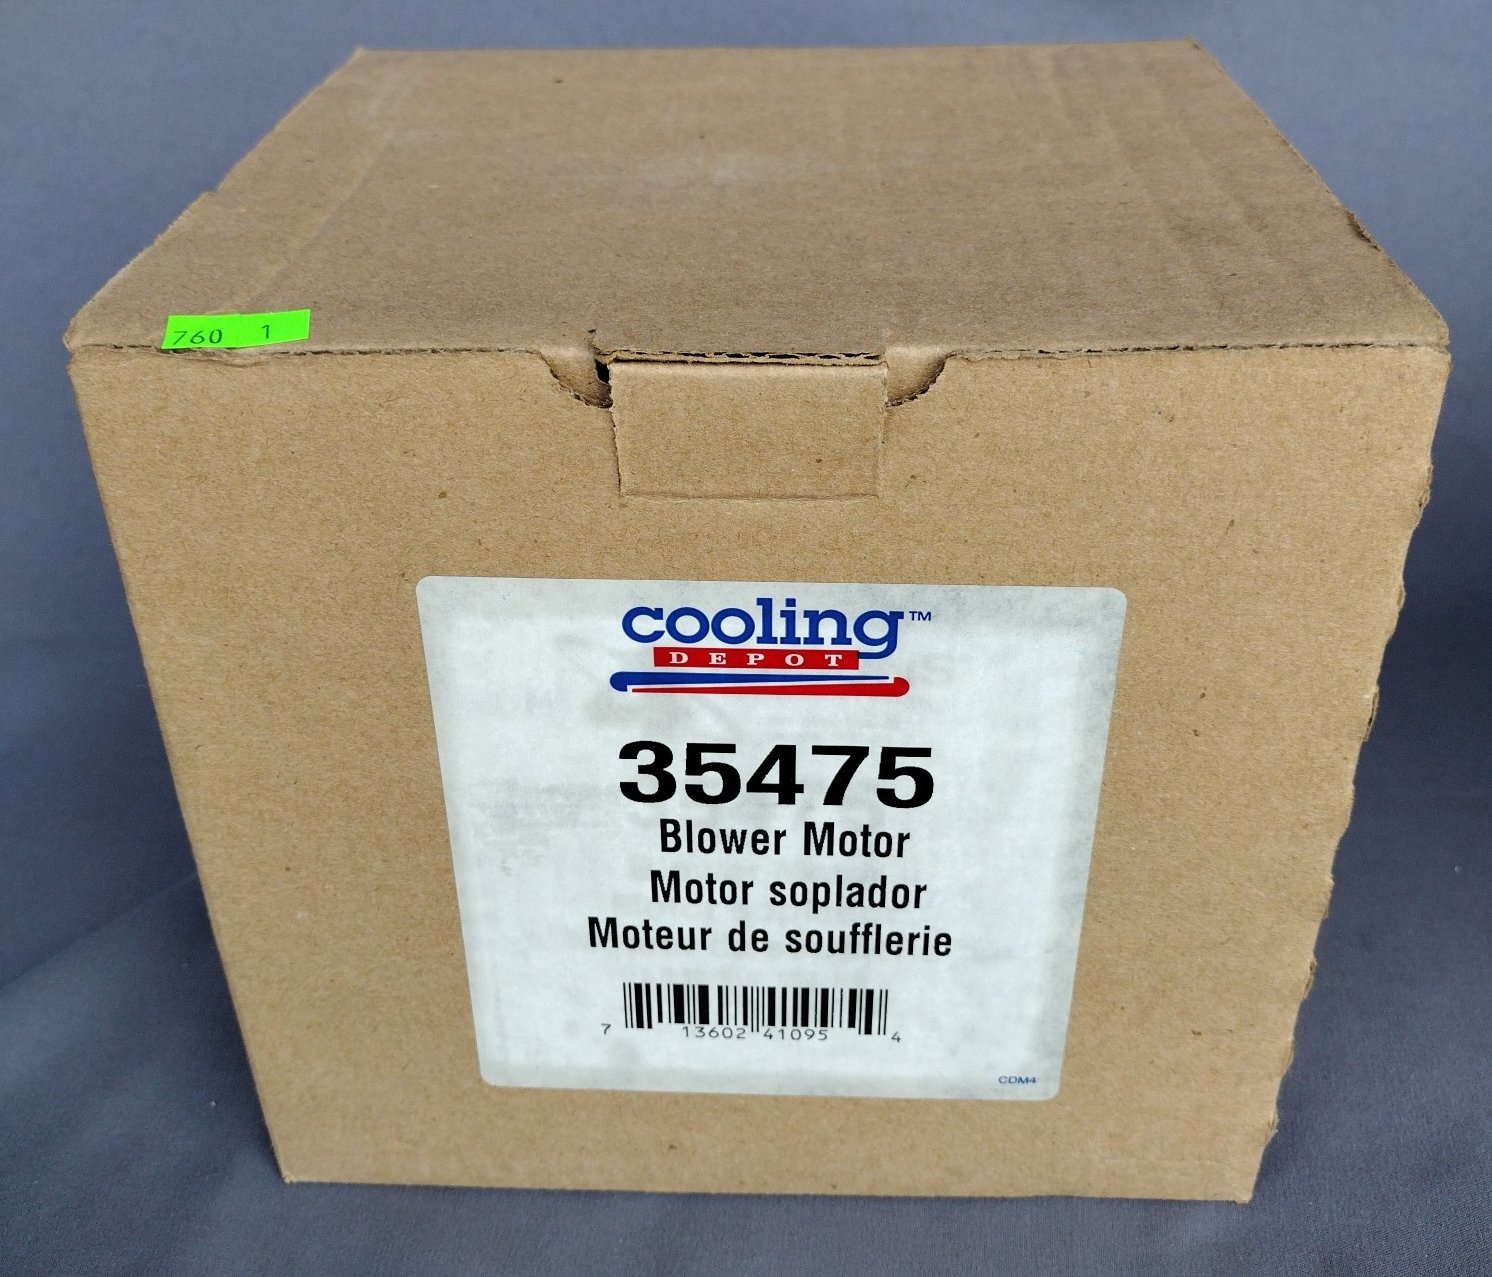 760 1
cooling™
DEPOT
35475
Blower Motor
Motor soplador
Moteur de soufflerie
7 13602 41095 4
CDM4